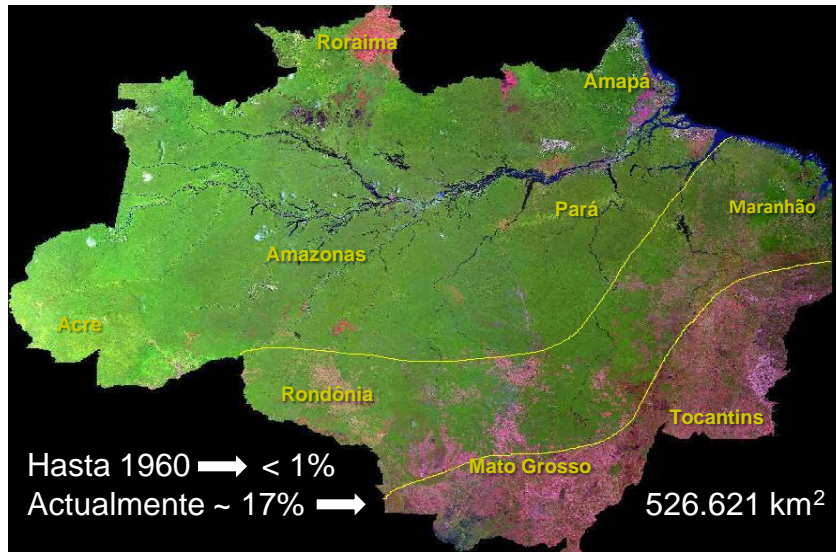 Roraima
Amapá
Pará
Maranhão
Amazonas
Acre
Rondônia
Tocantins
Mato Grosso
Hasta 1960 ➡ < 1%
Actualmente ~ 17% ➡ 526.621 km²